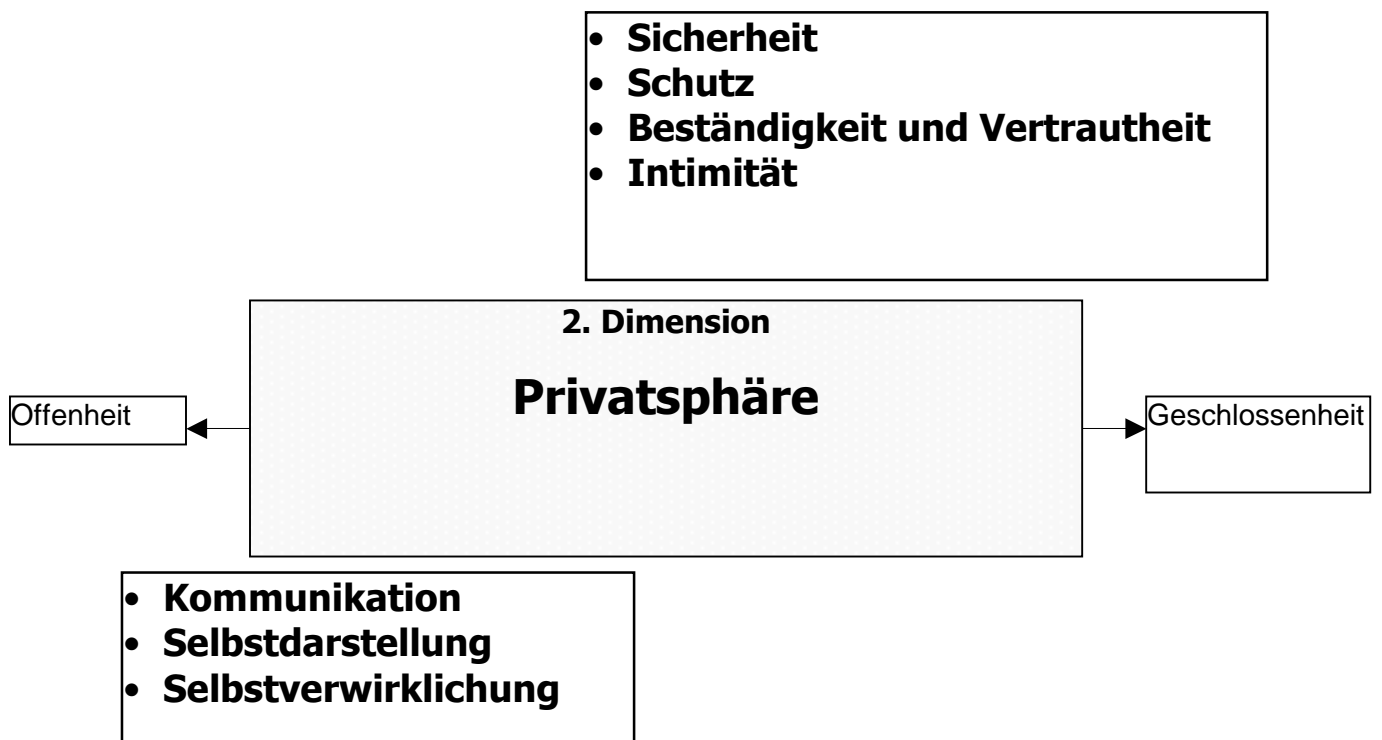 • Sicherheit
• Schutz
• Beständigkeit und Vertrautheit
• Intimität
2. Dimension
Privatsphäre
Offenheit
Geschlossenheit
• Kommunikation
• Selbstdarstellung
• Selbstverwirklichung